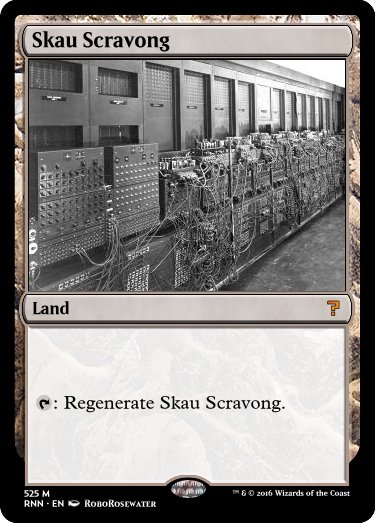 Skau Scravong
Land
?
: Regenerate Skau Scravong.
525 M
RNN • EN RoboRosewater
™ & © 2016 Wizards of the Coast